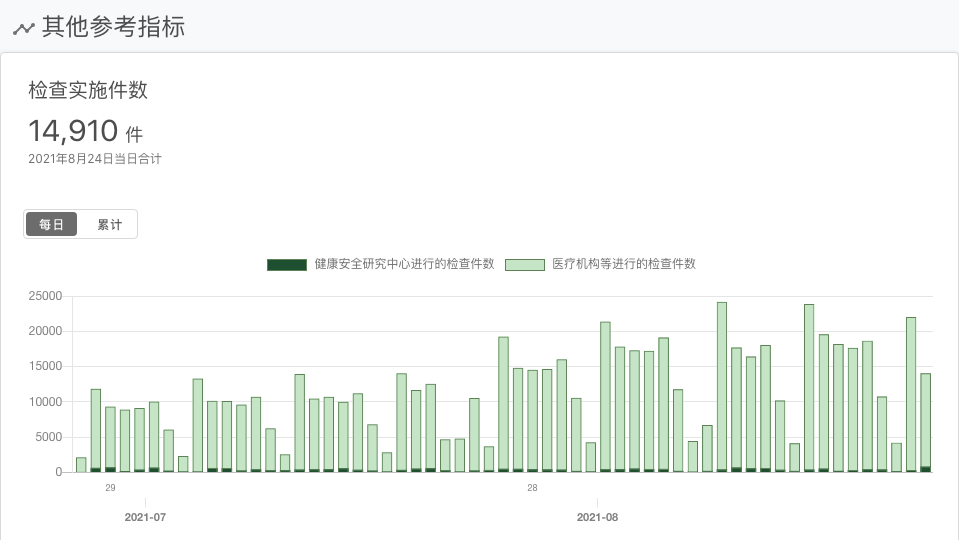 其他参考指标
检查实施件数
14,910 件
2021年8月24日当日合计
每日 累计
健康安全研究中心进行的检查件数 医疗机构等进行的检查件数
25000
20000
15000
10000
5000
0
29 28
2021-07 2021-08